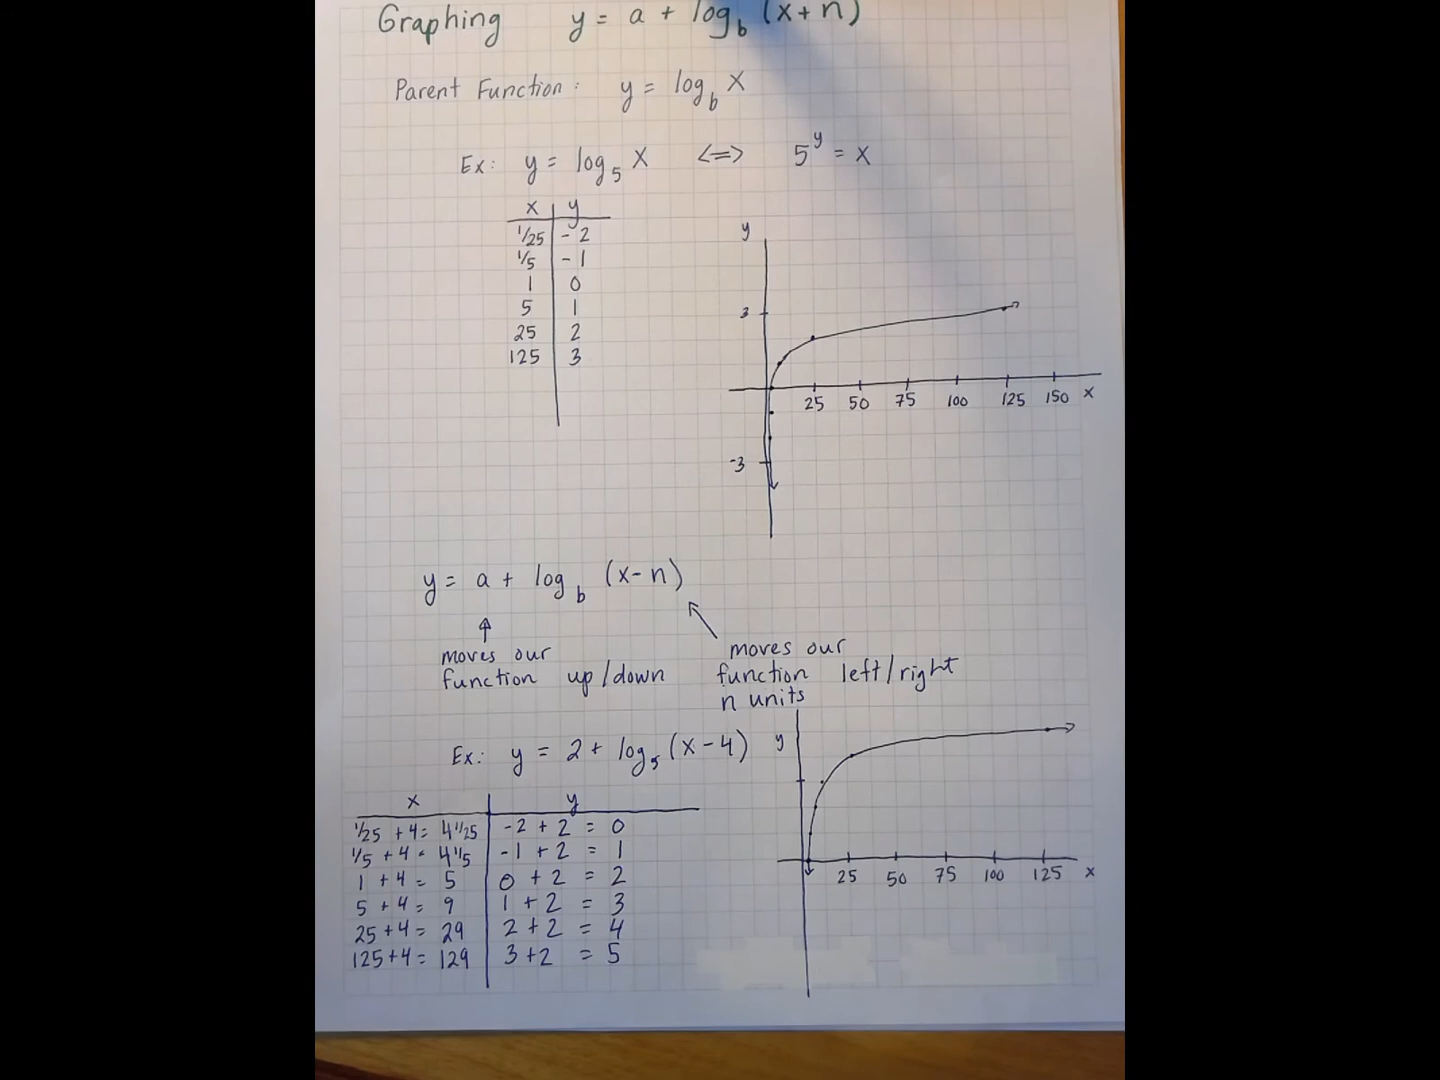 Graphing y = a + log_b (x+n)
Parent Function: y = log_b x
Ex: y = log_5 x <=> 5^y = x
x y
1/25 -2
1/5 -1
1 0
5 1
25 2
125 3
y
3
25 50 75 100 125 150 x
-3
y = a + log_b (x-n)
moves our
function up/down
moves our
function left/right
n units
Ex: y = 2 + log_5 (x-4)
x y
1/25 + 4 = 4 1/25 -2 + 2 = 0
1/5 + 4 = 4 1/5 -1 + 2 = 1
1 + 4 = 5 0 + 2 = 2
5 + 4 = 9 1 + 2 = 3
25 + 4 = 29 2 + 2 = 4
125 + 4 = 129 3 + 2 = 5
y
25 50 75 100 125 x